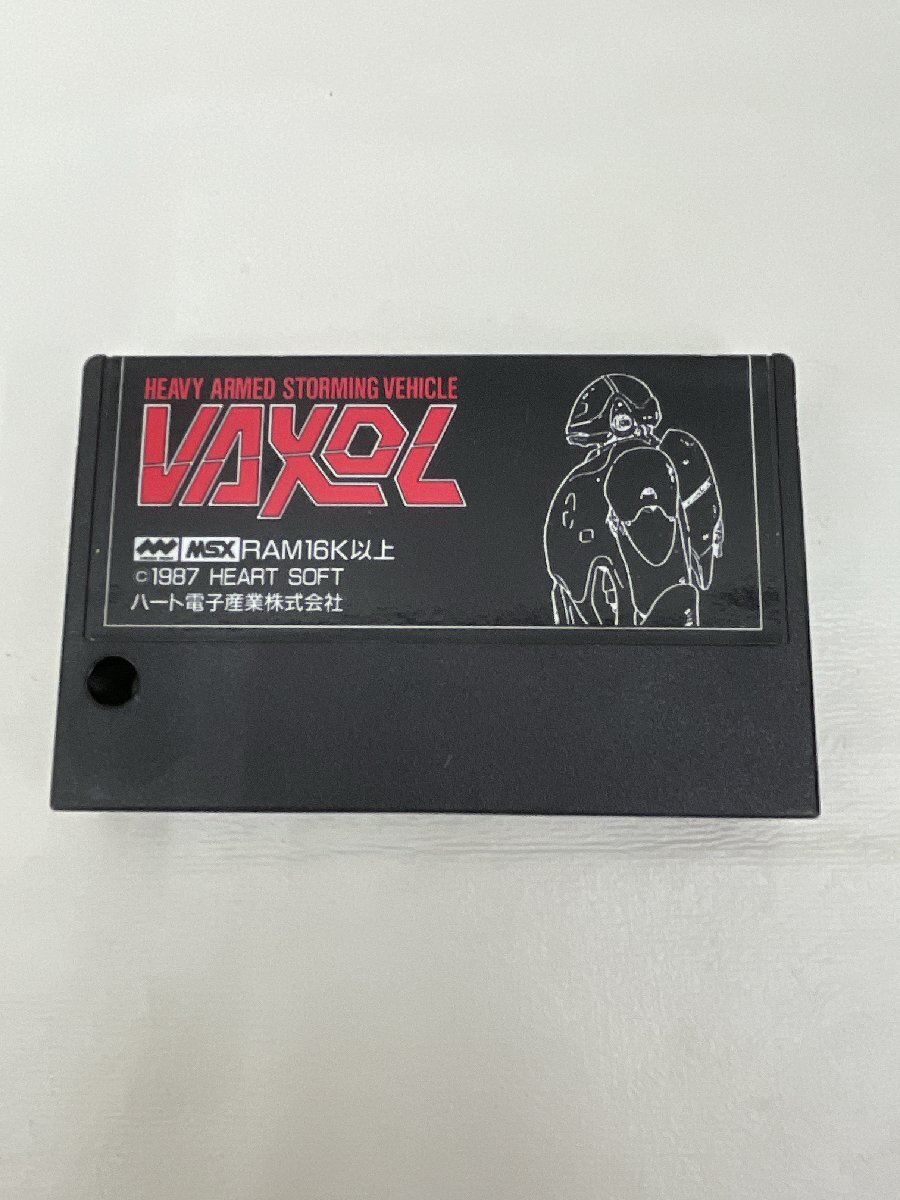 HEAVY ARMED STORMING VEHICLE
VAXOL
MSX RAM16K以上
©1987 HEART SOFT
ハート電子産業株式会社